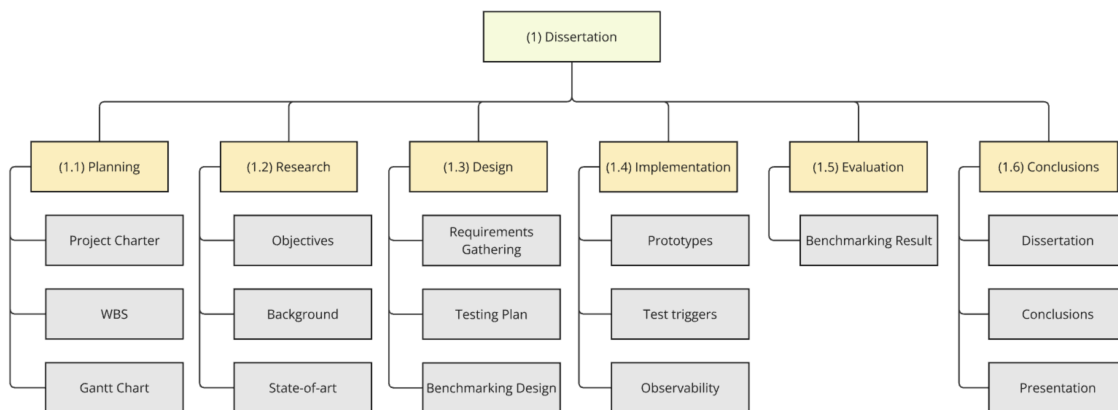 (1) Dissertation
(1.1) Planning
(1.2) Research
(1.3) Design
(1.4) Implementation
(1.5) Evaluation
(1.6) Conclusions
Project Charter
Objectives
Requirements
Gathering
Prototypes
Benchmarking Result
Dissertation
WBS
Background
Testing Plan
Test triggers
Conclusions
Gantt Chart
State-of-art
Benchmarking Design
Observability
Presentation